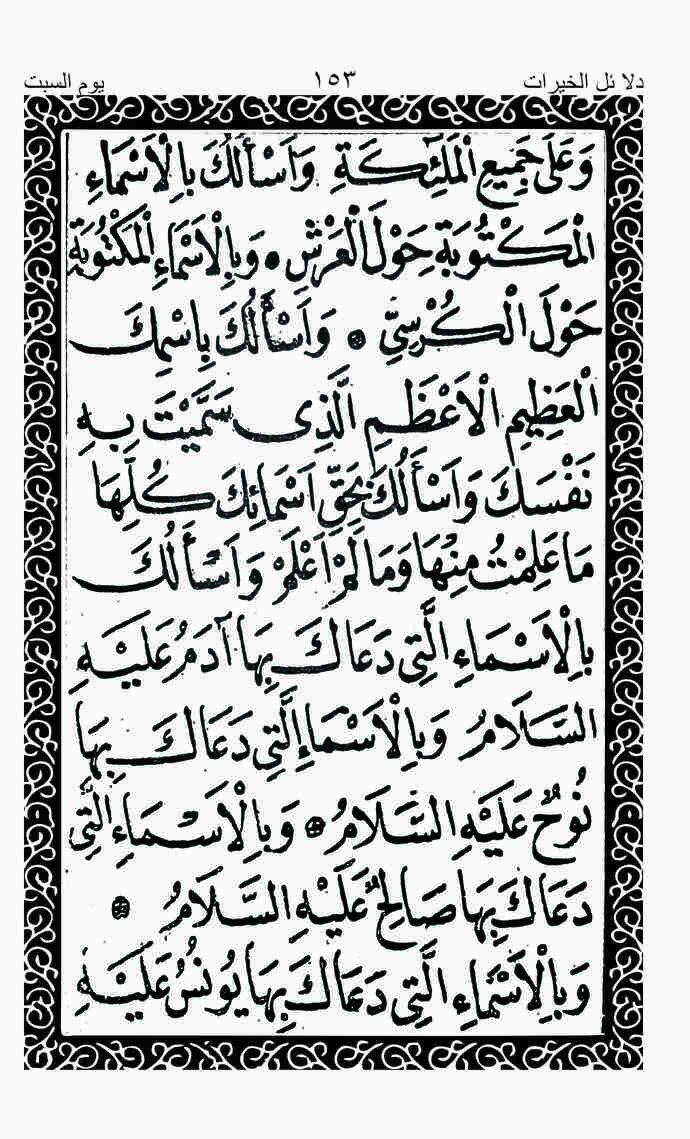 دلائل الخيرات ١٥٣ يوم السبت
وَعَلَى جَمِيعِ الْمَلٰٓئِكَةِ وَاَسْأَلُكَ بِالْاَسْمَاءِ
الْمَكْتُوبَةِ حَوْلَ الْعَرْشِ وَبِالْاَسْمَاءِ الْمَكْتُوبَةِ
حَوْلَ الْكُرْسِيِّ وَاَسْأَلُكَ بِاسْمِكَ
الْعَظِيمِ الْاَعْظَمِ الَّذِى سَمَّيْتَ بِهِ
نَفْسَكَ وَاَسْأَلُكَ بِحَقِّ اَسْمَائِكَ كُلِّهَا
مَا عَلِمْتُ مِنْهَا وَمَا لَمْ اَعْلَمْ وَاَسْأَلُكَ
بِالْاَسْمَاءِ الَّتِى دَعَاكَ بِهَا آدَمُ عَلَيْهِ
السَّلَامُ وَبِالْاَسْمَاءِ الَّتِى دَعَاكَ بِهَا
نُوحٌ عَلَيْهِ السَّلَامُ وَبِالْاَسْمَاءِ الَّتِى
دَعَاكَ بِهَا صَالِحٌ عَلَيْهِ السَّلَامُ
وَبِالْاَسْمَاءِ الَّتِى دَعَاكَ بِهَا يُونُسُ عَلَيْهِ